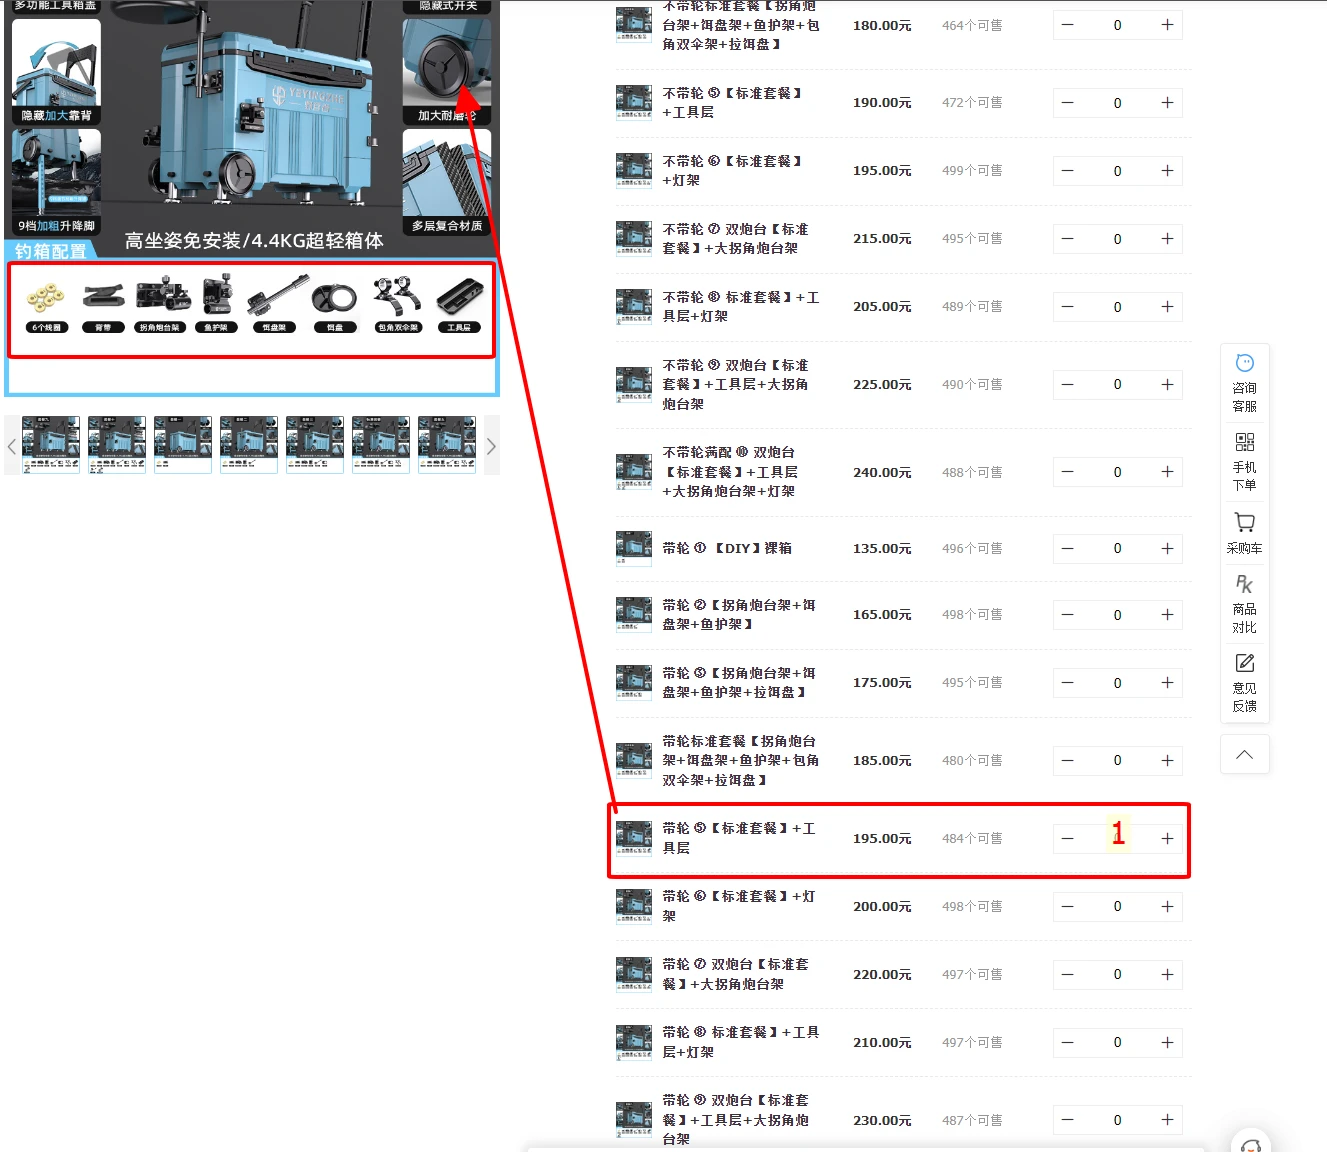 多功能工具箱盖
隐藏式开关
隐藏加大靠背
加大耐磨轮
9档加粗升降脚
多层复合材质
YEYINGZHE
高坐姿免安装/4.4KG超轻箱体
钓箱配置
6个线圈
背带
拐角炮台架
鱼护架
饵盘架
饵盘
包角双伞架
工具层
不带轮标准套餐【拐角炮
台架+饵盘架+鱼护架+包
角双伞架+拉饵盘】
180.00元
464个可售
0
不带轮 ⑤【标准套餐】
+工具层
190.00元
472个可售
0
不带轮 ⑥【标准套餐】
+灯架
195.00元
499个可售
0
不带轮 ⑦ 双炮台【标准
套餐】+大拐角炮台架
215.00元
495个可售
0
不带轮 ⑧ 标准套餐】+工
具层+灯架
205.00元
489个可售
0
不带轮 ⑨ 双炮台【标准
套餐】+工具层+大拐角
炮台架
225.00元
490个可售
0
不带轮满配 ⑩ 双炮台
【标准套餐】+工具层
+大拐角炮台架+灯架
240.00元
488个可售
0
带轮 ①【DIY】裸箱
135.00元
496个可售
0
带轮 ②【拐角炮台架+饵
盘架+鱼护架】
165.00元
498个可售
0
带轮 ③【拐角炮台架+饵
盘架+鱼护架+拉饵盘】
175.00元
495个可售
0
带轮标准套餐【拐角炮台
架+饵盘架+鱼护架+包角
双伞架+拉饵盘】
185.00元
480个可售
0
带轮 ⑤【标准套餐】+工
具层
195.00元
484个可售
1
带轮 ⑥【标准套餐】+灯
架
200.00元
498个可售
0
带轮 ⑦ 双炮台【标准套
餐】+大拐角炮台架
220.00元
497个可售
0
带轮 ⑧ 标准套餐】+工具
层+灯架
210.00元
497个可售
0
带轮 ⑨ 双炮台【标准套
餐】+工具层+大拐角炮
台架
230.00元
487个可售
0
咨询
客服
手机
下单
采购车
PK
商品
对比
意见
反馈